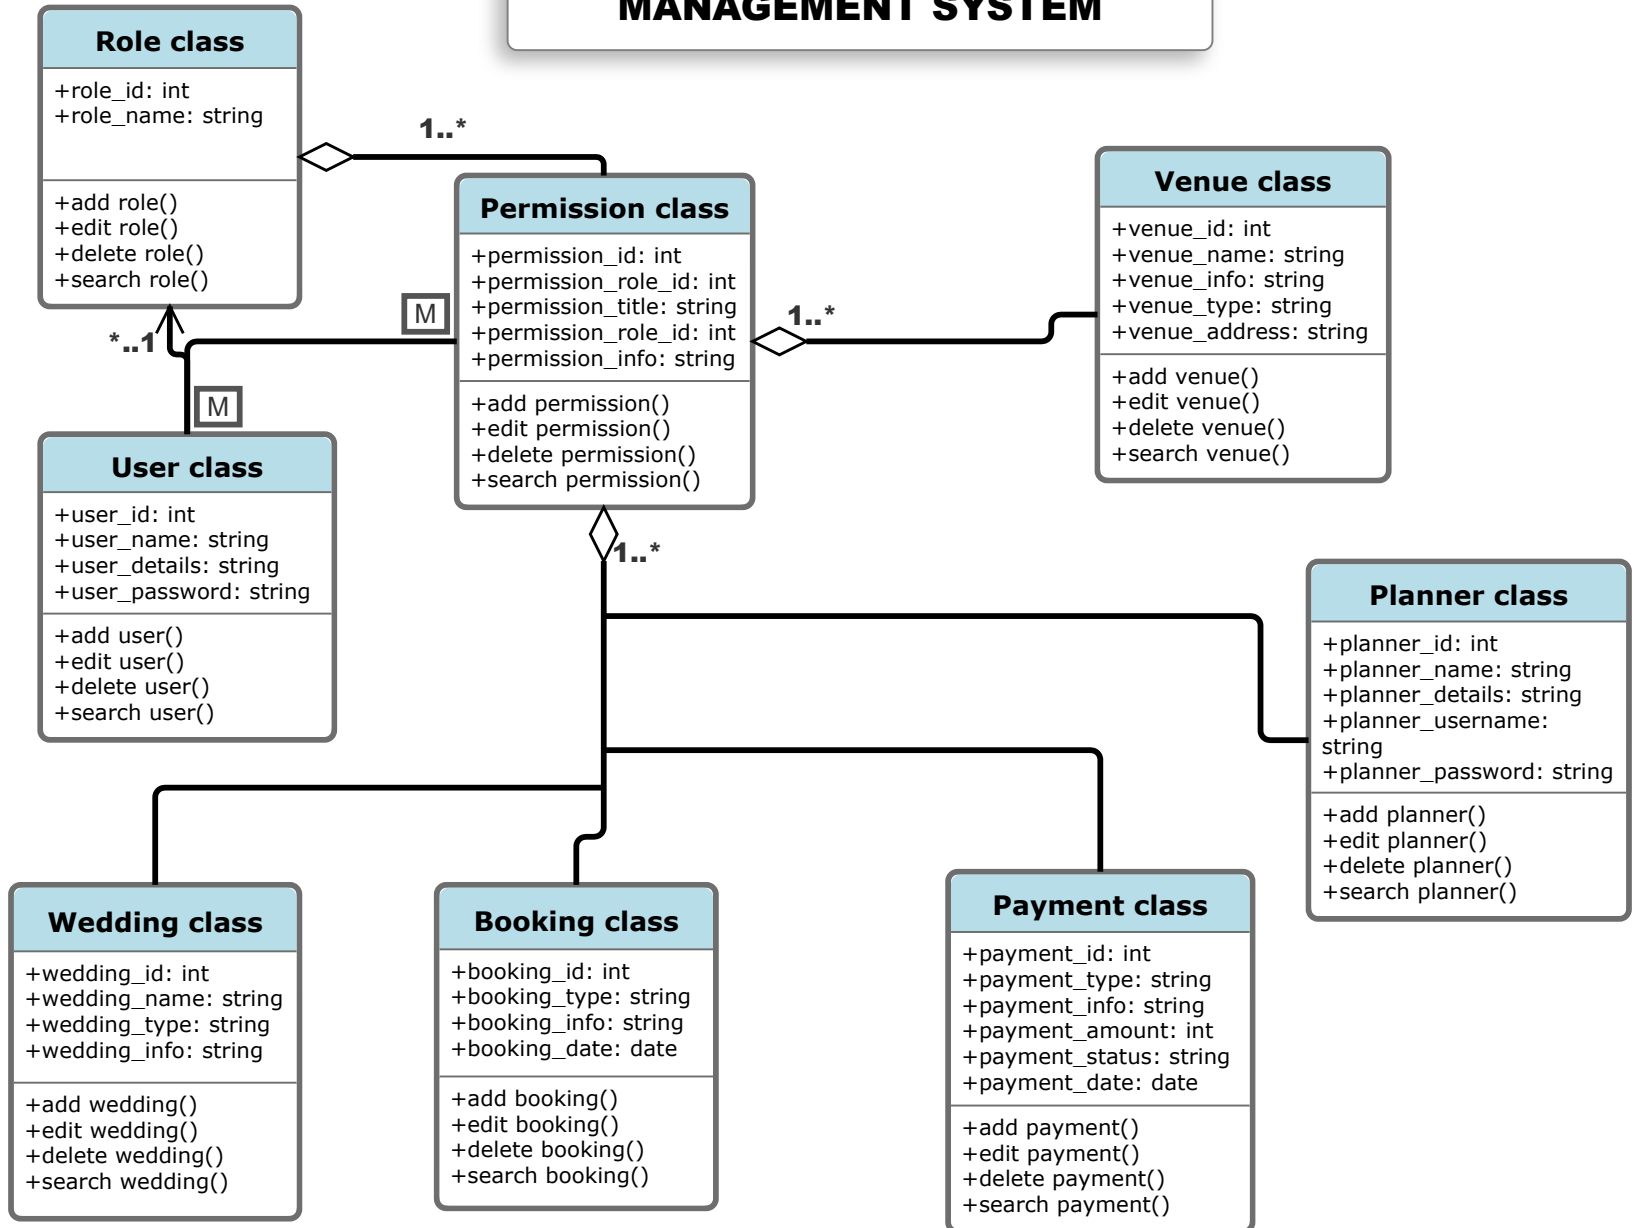 MANAGEMENT SYSTEM
Role class
+role_id: int
+role_name: string
+add role()
+edit role()
+delete role()
+search role()
1..*
Permission class
+permission_id: int
+permission_role_id: int
+permission_title: string
+permission_role_id: int
+permission_info: string
+add permission()
+edit permission()
+delete permission()
+search permission()
1..*
Venue class
+venue_id: int
+venue_name: string
+venue_info: string
+venue_type: string
+venue_address: string
+add venue()
+edit venue()
+delete venue()
+search venue()
M
*..1
M
User class
+user_id: int
+user_name: string
+user_details: string
+user_password: string
+add user()
+edit user()
+delete user()
+search user()
1..*
Planner class
+planner_id: int
+planner_name: string
+planner_details: string
+planner_username:
string
+planner_password: string
+add planner()
+edit planner()
+delete planner()
+search planner()
Wedding class
+wedding_id: int
+wedding_name: string
+wedding_type: string
+wedding_info: string
+add wedding()
+edit wedding()
+delete wedding()
+search wedding()
Booking class
+booking_id: int
+booking_type: string
+booking_info: string
+booking_date: date
+add booking()
+edit booking()
+delete booking()
+search booking()
Payment class
+payment_id: int
+payment_type: string
+payment_info: string
+payment_amount: int
+payment_status: string
+payment_date: date
+add payment()
+edit payment()
+delete payment()
+search payment()